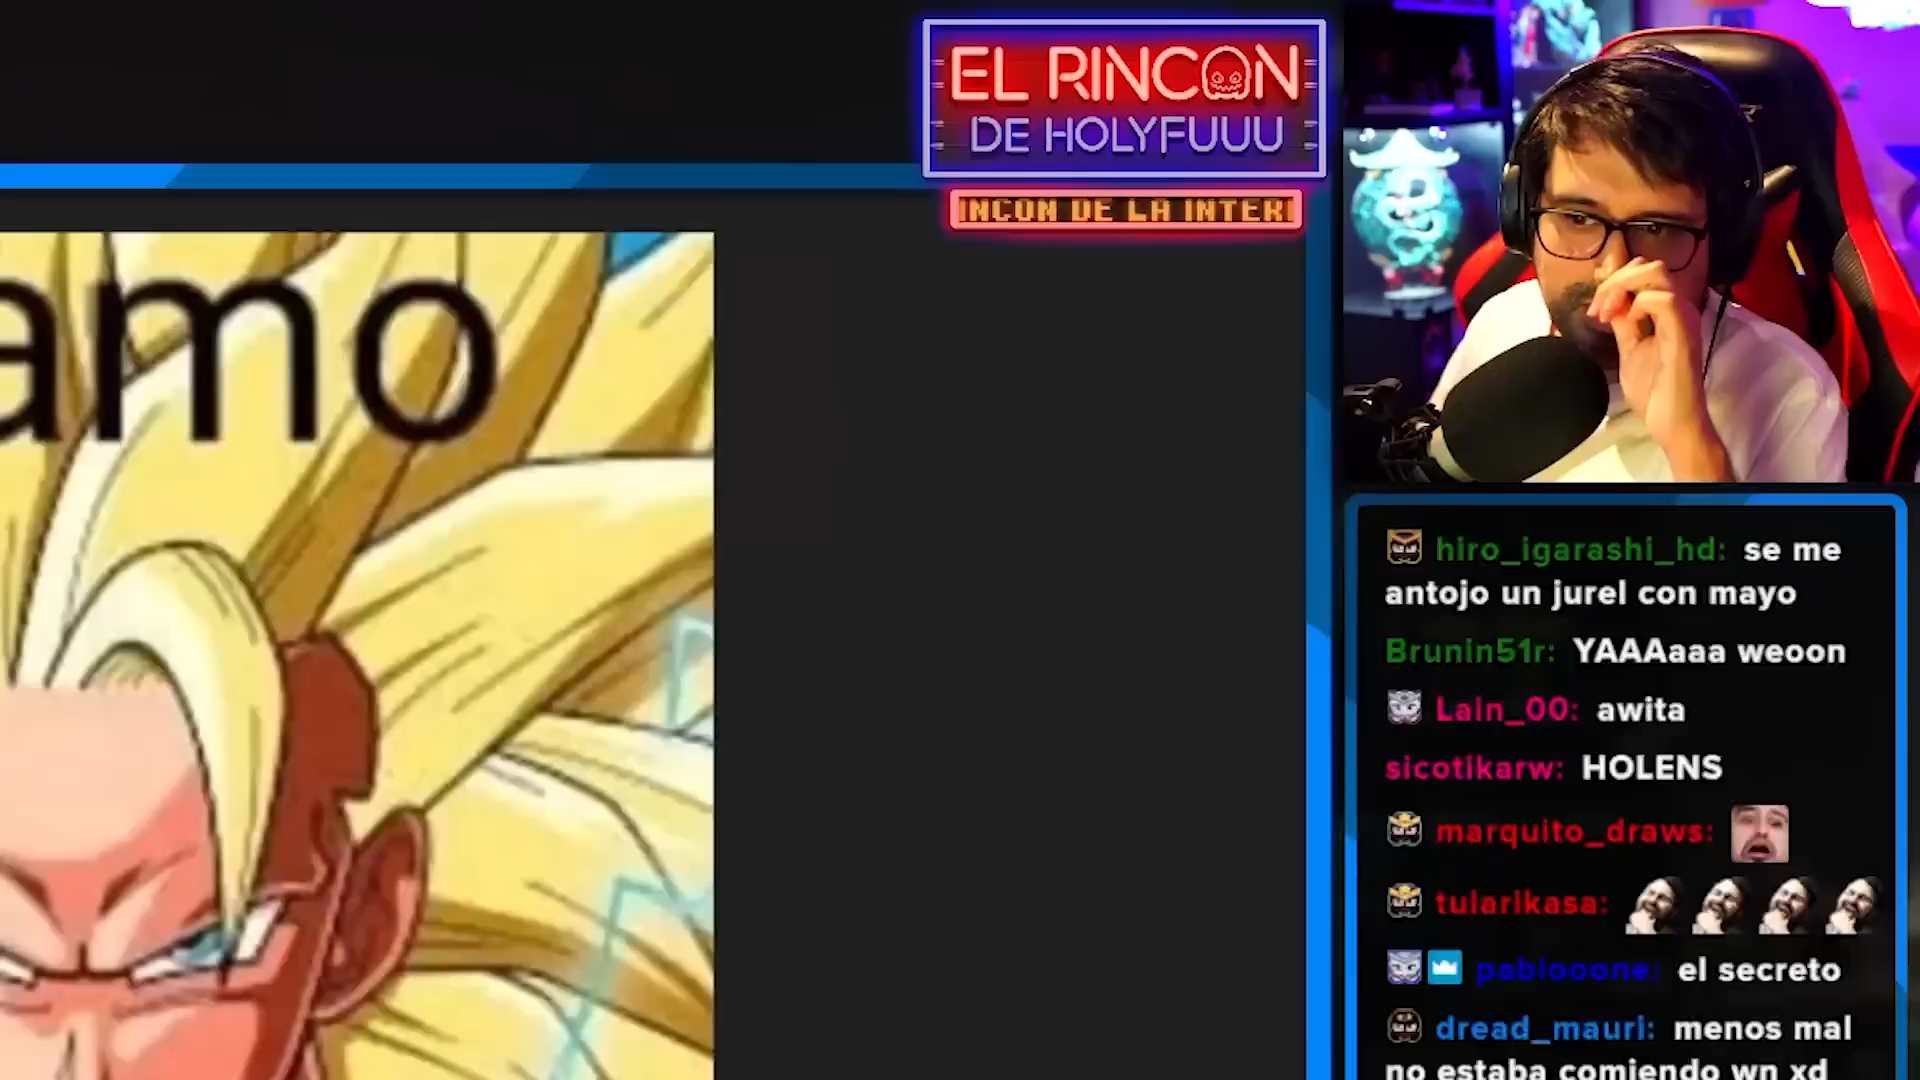 EL RINCON
DE HOLYFUUU
INCON DE LA INTER
amo
hiro_igarashi_hd: se me
antojo un jurel con mayo
Brunin51r: YAAAaaa weoon
Lain_00: awita
sicotikarw: HOLENS
marquito_draws:
tularikasa:
pablooone: el secreto
dread_mauri: menos mal
no estaba comiendo wn xd